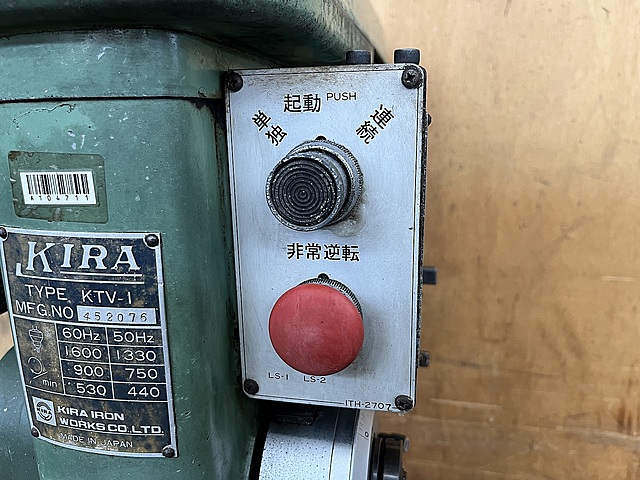 起動 PUSH
単独
連続
非常逆転
LS-1 LS-2
ITH-2707
A104711
KIRA
TYPE KTV-1
MFG.NO 452076
60Hz 50Hz
1600 1330
900 750
min 530 440
KIRA
KIRA IRON
WORKS CO.LTD.
MADE IN JAPAN